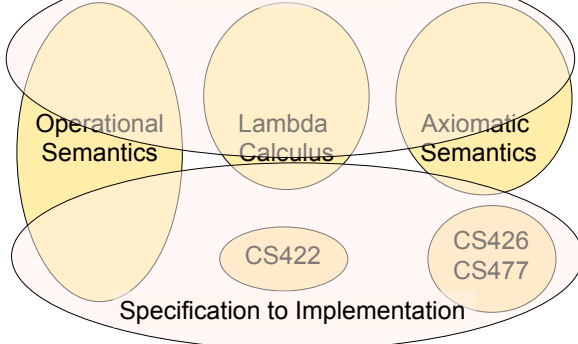 Operational
Semantics
Lambda
Calculus
Axiomatic
Semantics
CS422
CS426
CS477
Specification to Implementation